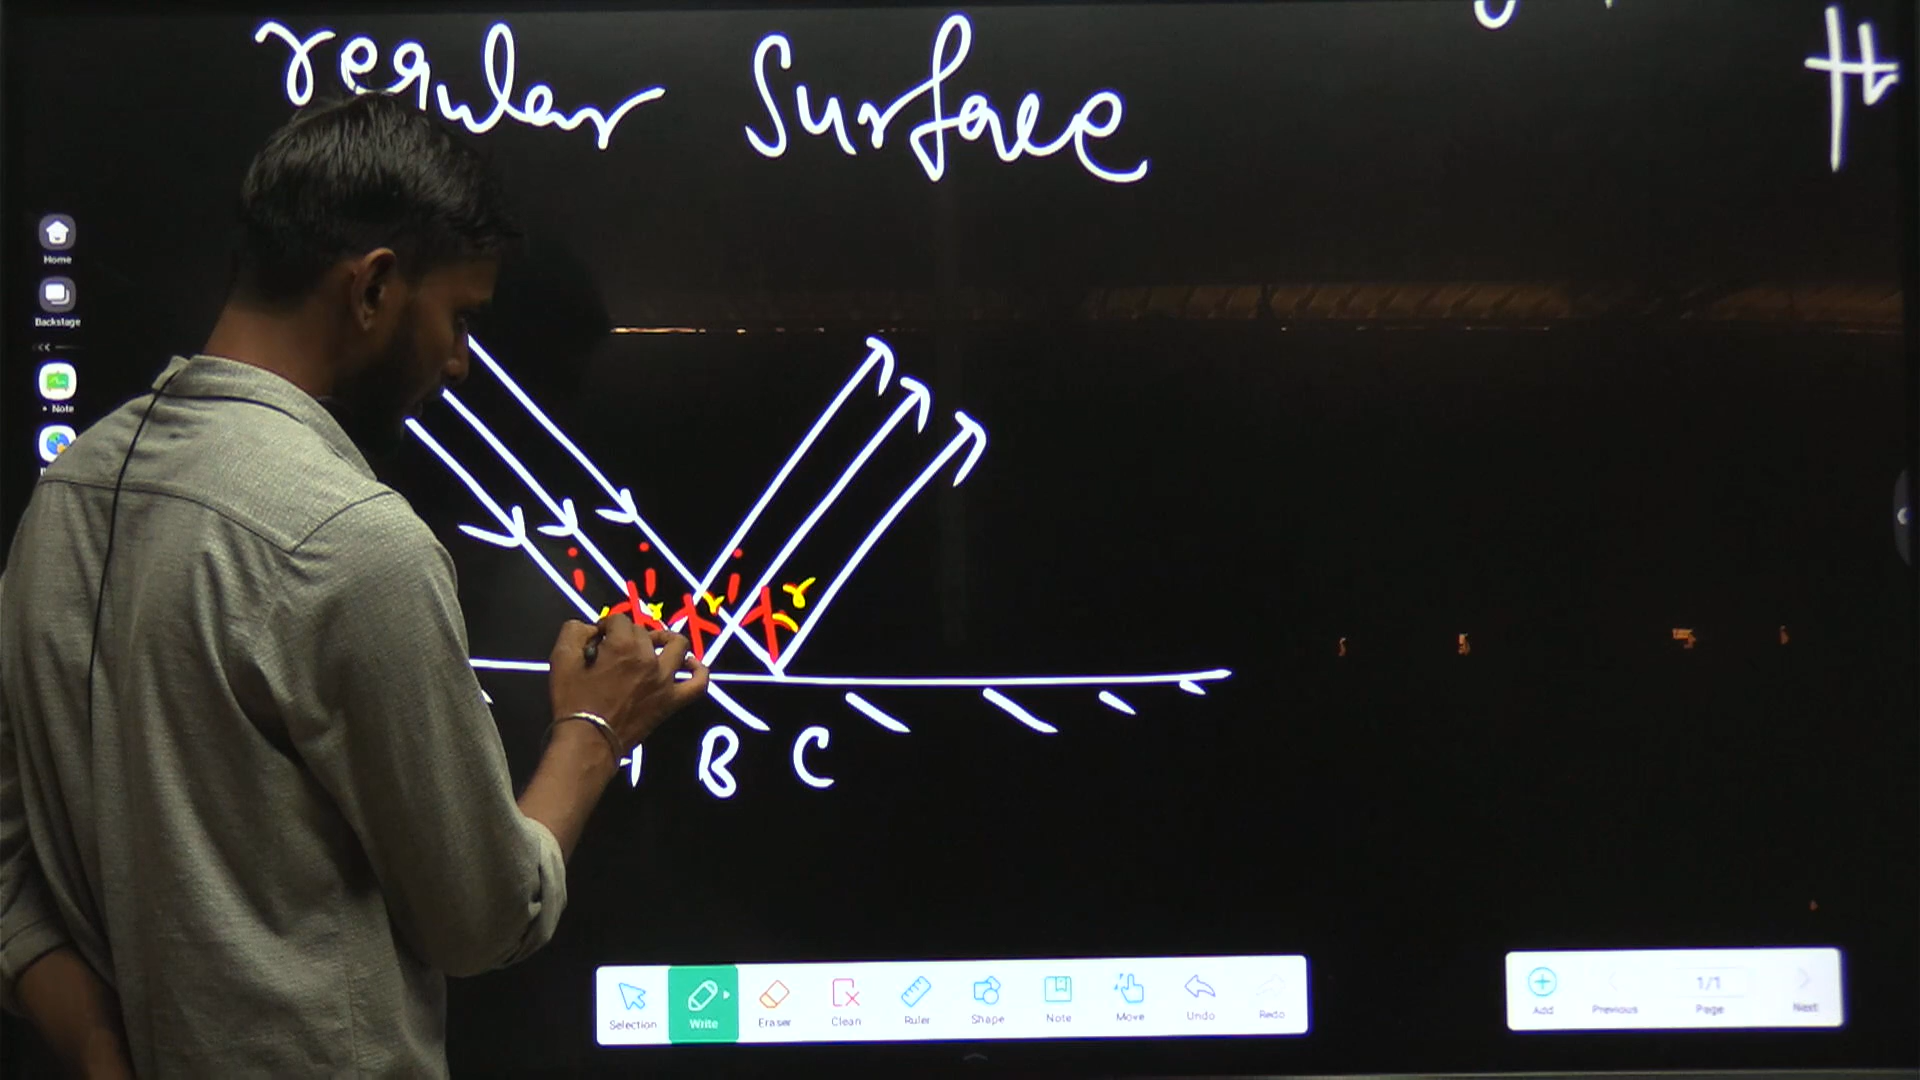 regular Surface
Home
Backstage
Note
i i i r
r r
A B C
Selection Write Eraser Clean Ruler Shape Note Move Undo Redo
Add Previous 1/1 Page Next